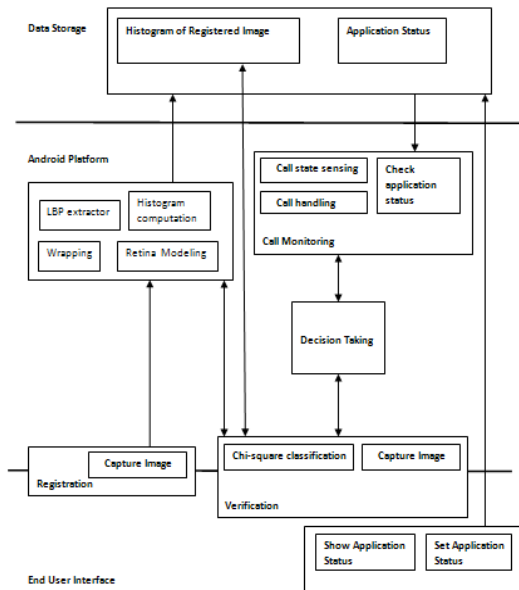 Data Storage
Histogram of Registered Image
Application Status
Android Platform
LBP extractor
Histogram
computation
Wrapping
Retina Modeling
Call state sensing
Call handling
Check
application
status
Call Monitoring
Decision Taking
Capture Image
Registration
Chi-square classification
Capture Image
Verification
Show Application
Status
Set Application
Status
End User Interface